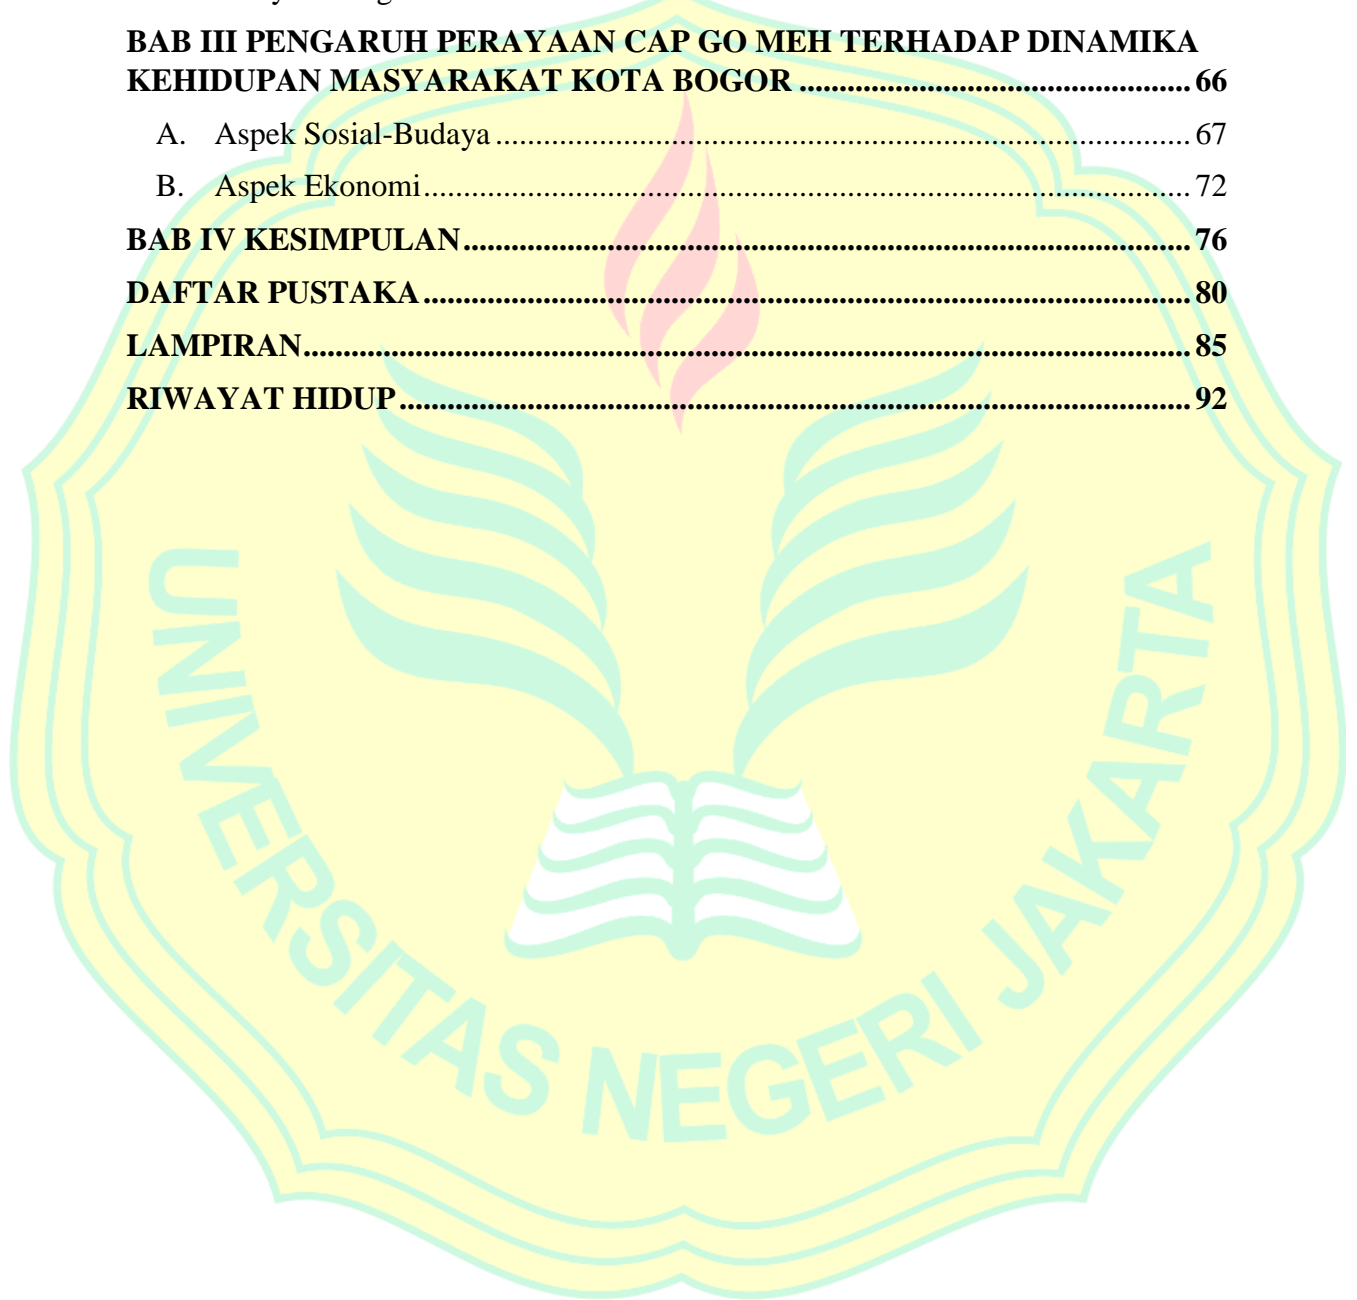 BAB III PENGARUH PERAYAAN CAP GO MEH TERHADAP DINAMIKA
KEHIDUPAN MASYARAKAT KOTA BOGOR ................................................. 66
A. Aspek Sosial-Budaya ....................................................................................... 67
B. Aspek Ekonomi ................................................................................................ 72
BAB IV KESIMPULAN ........................................................................................... 76
DAFTAR PUSTAKA ................................................................................................ 80
LAMPIRAN ............................................................................................................... 85
RIWAYAT HIDUP ................................................................................................... 92
UNIVERSITAS NEGERI JAKARTA